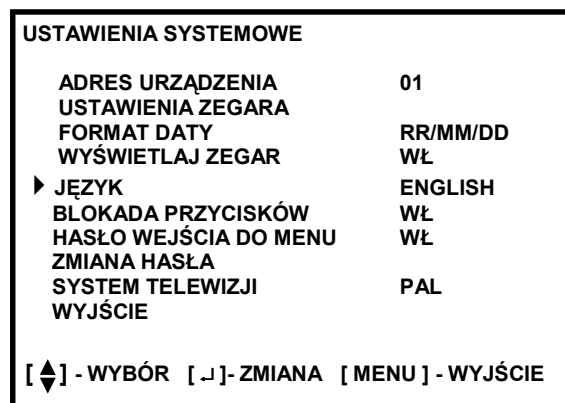 USTAWIENIA SYSTEMOWE
ADRES URZĄDZENIA 01
USTAWIENIA ZEGARA
FORMAT DATY RR/MM/DD
WYŚWIETLAJ ZEGAR WŁ
JĘZYK ENGLISH
BLOKADA PRZYCISKÓW WŁ
HASŁO WEJŚCIA DO MENU WŁ
ZMIANA HASŁA
SYSTEM TELEWIZJI PAL
WYJŚCIE
[ ] - WYBÓR [ ↵ ]- ZMIANA [ MENU ] - WYJŚCIE